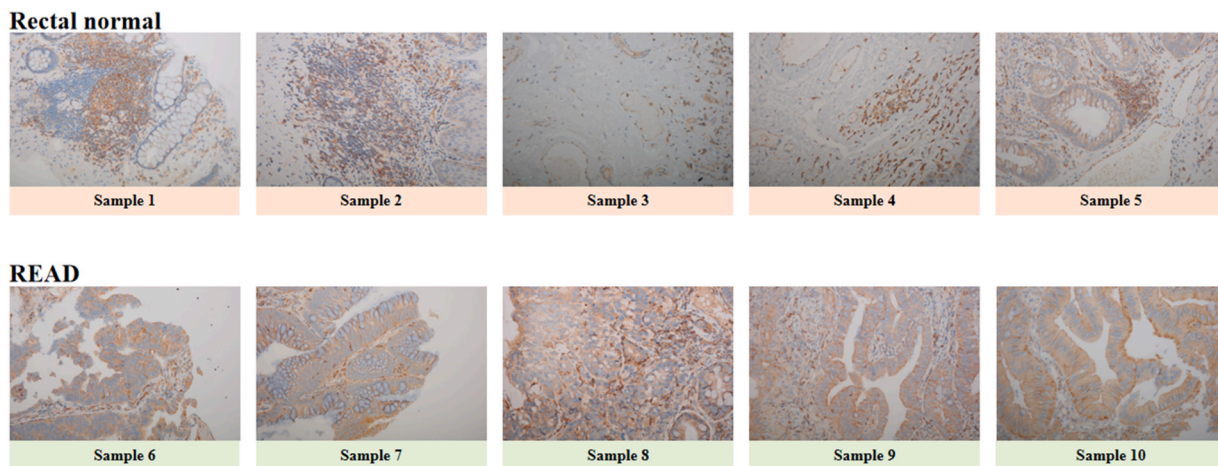 Rectal normal
Sample 1
Sample 2
Sample 3
Sample 4
Sample 5
READ
Sample 6
Sample 7
Sample 8
Sample 9
Sample 10